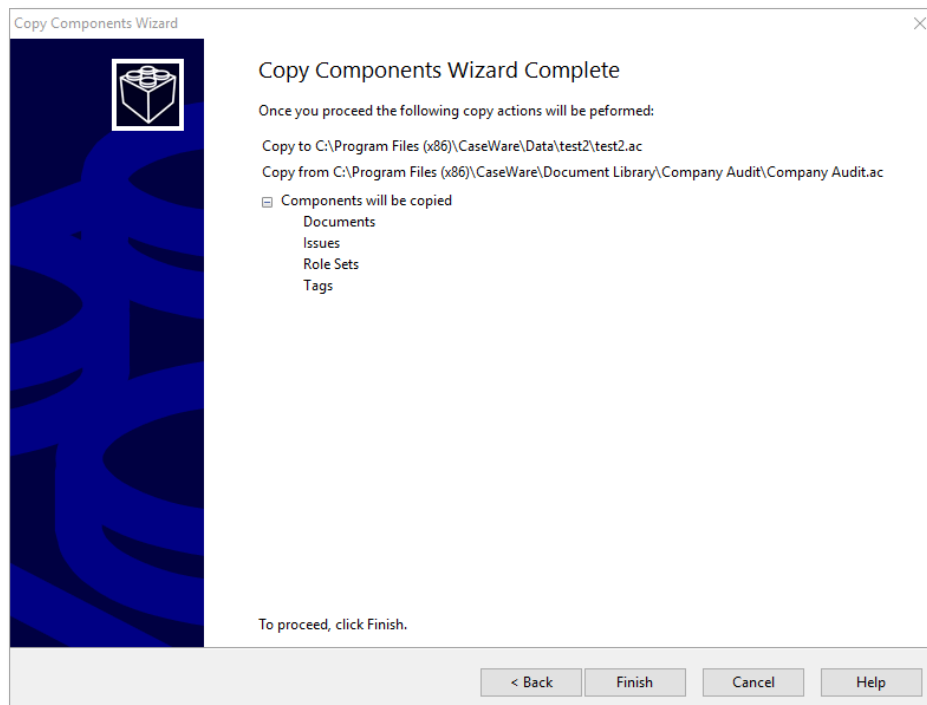 Copy Components Wizard
Copy Components Wizard Complete
Once you proceed the following copy actions will be peformed:
Copy to C:\Program Files (x86)\CaseWare\Data\test2\test2.ac
Copy from C:\Program Files (x86)\CaseWare\Document Library\Company Audit\Company Audit.ac
Components will be copied
Documents
Issues
Role Sets
Tags
To proceed, click Finish.
< Back Finish Cancel Help